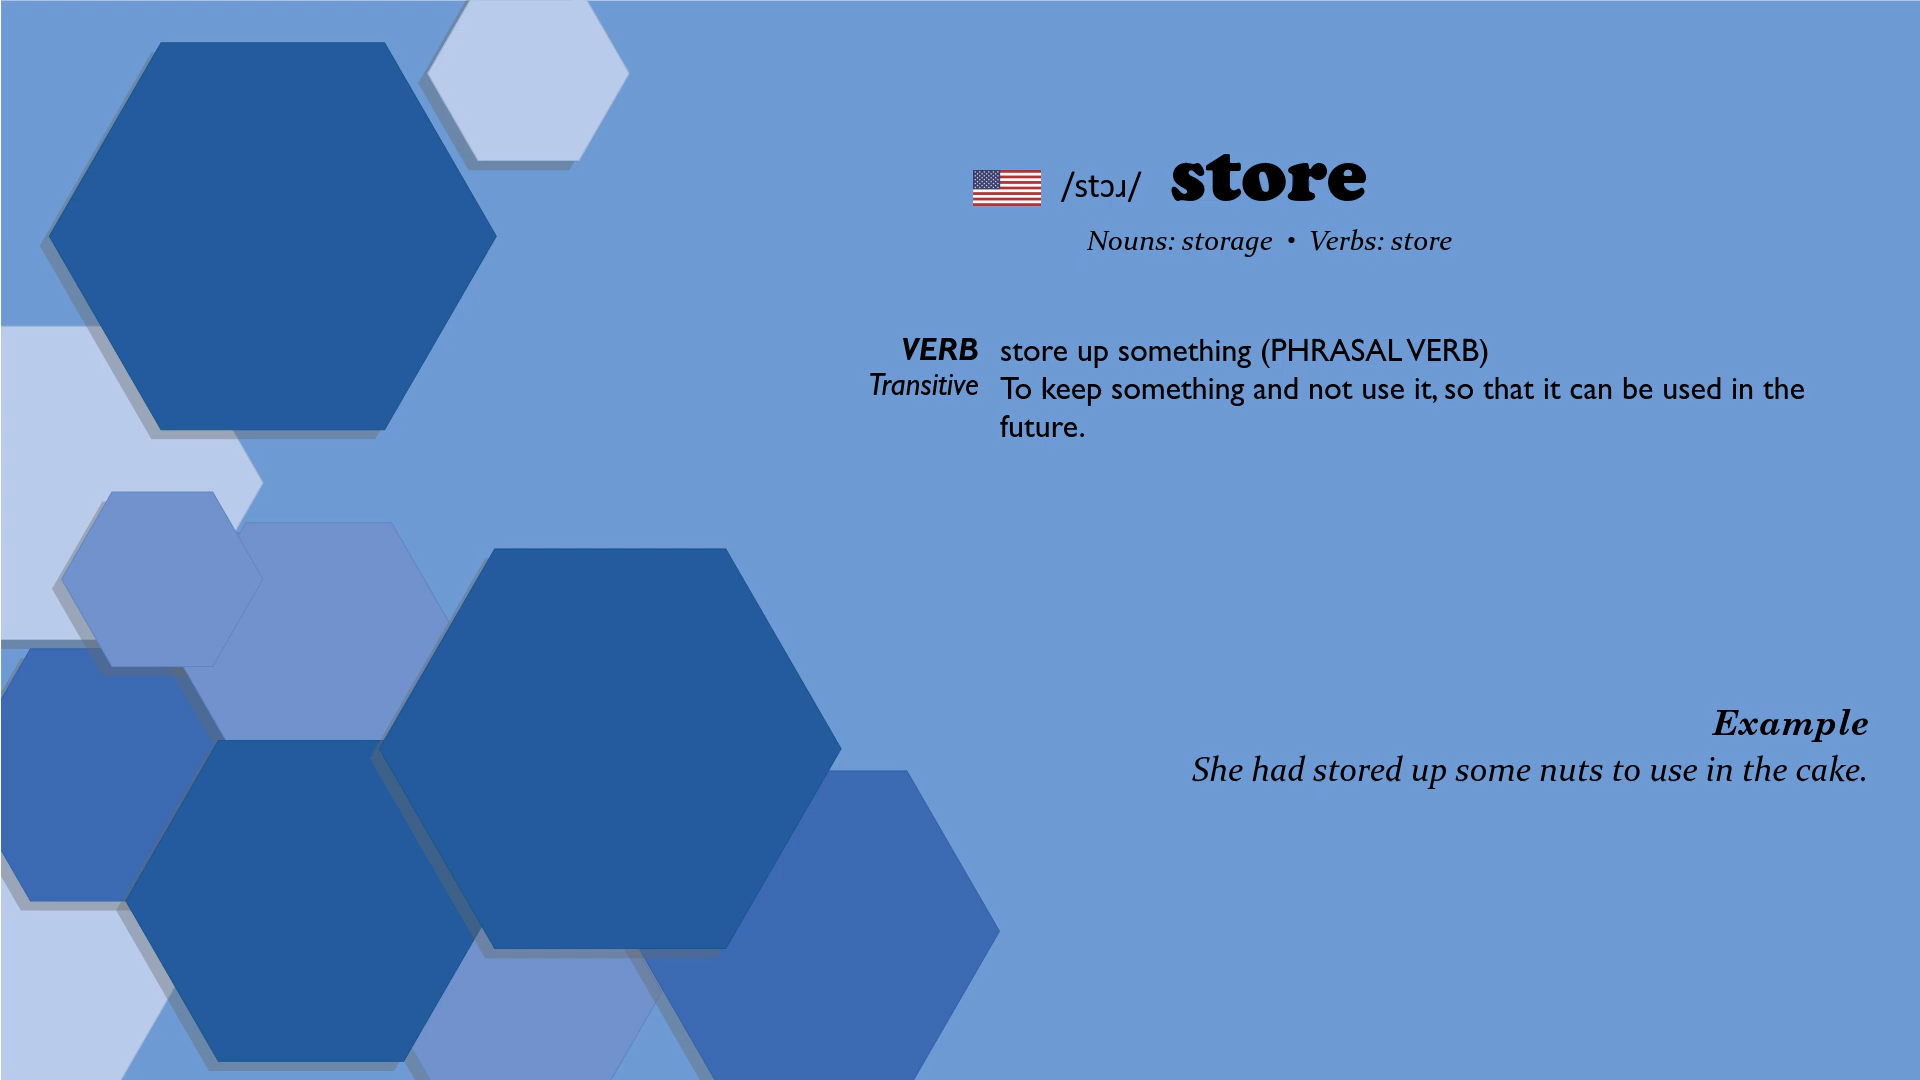 /stɔɹ/ store
Nouns: storage • Verbs: store
VERB store up something (PHRASAL VERB)
Transitive To keep something and not use it, so that it can be used in the
future.
Example
She had stored up some nuts to use in the cake.